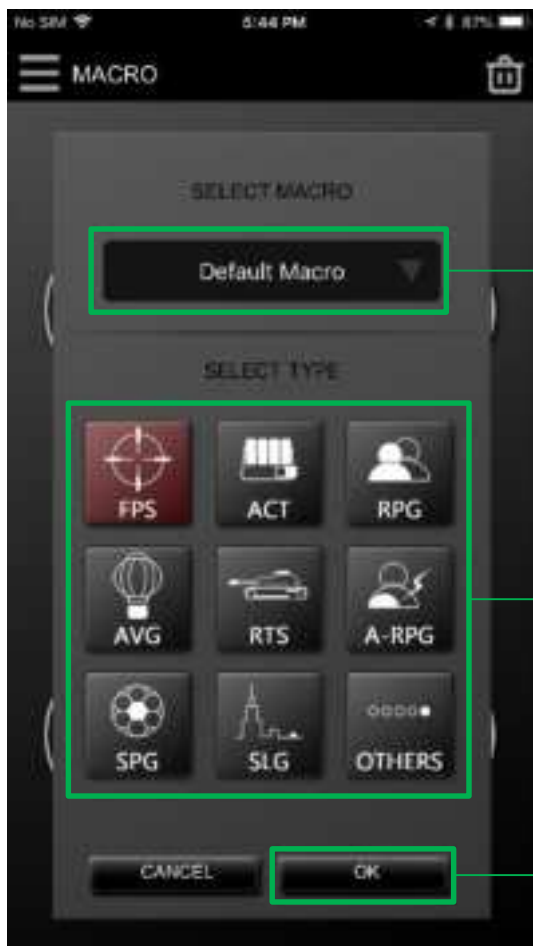 No SIM 5:44 PM 87%
MACRO
SELECT MACRO
Default Macro
SELECT TYPE
FPS ACT RPG
AVG RTS A-RPG
SPG SLG OTHERS
CANCEL OK